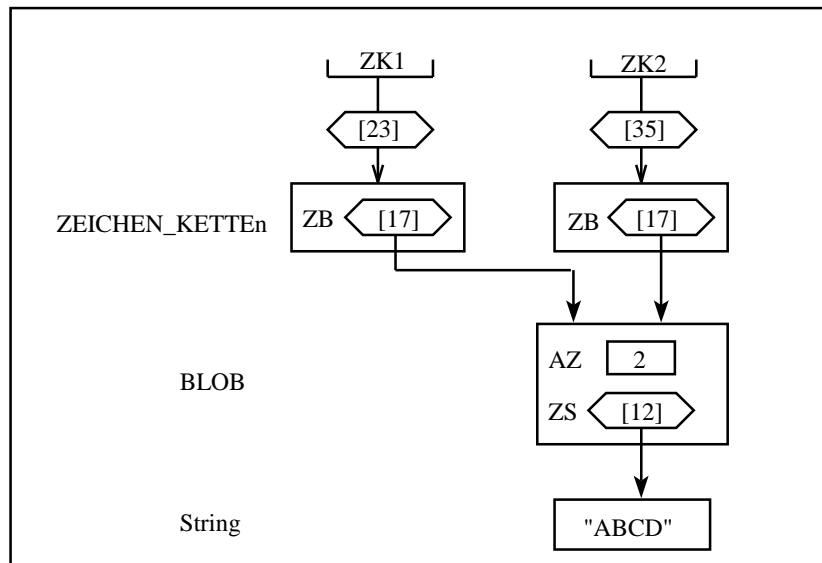 ZK1 ZK2
[23] [35]
ZEICHEN_KETTEn ZB [17] ZB [17]
AZ 2
BLOB
ZS [12]
String "ABCD"